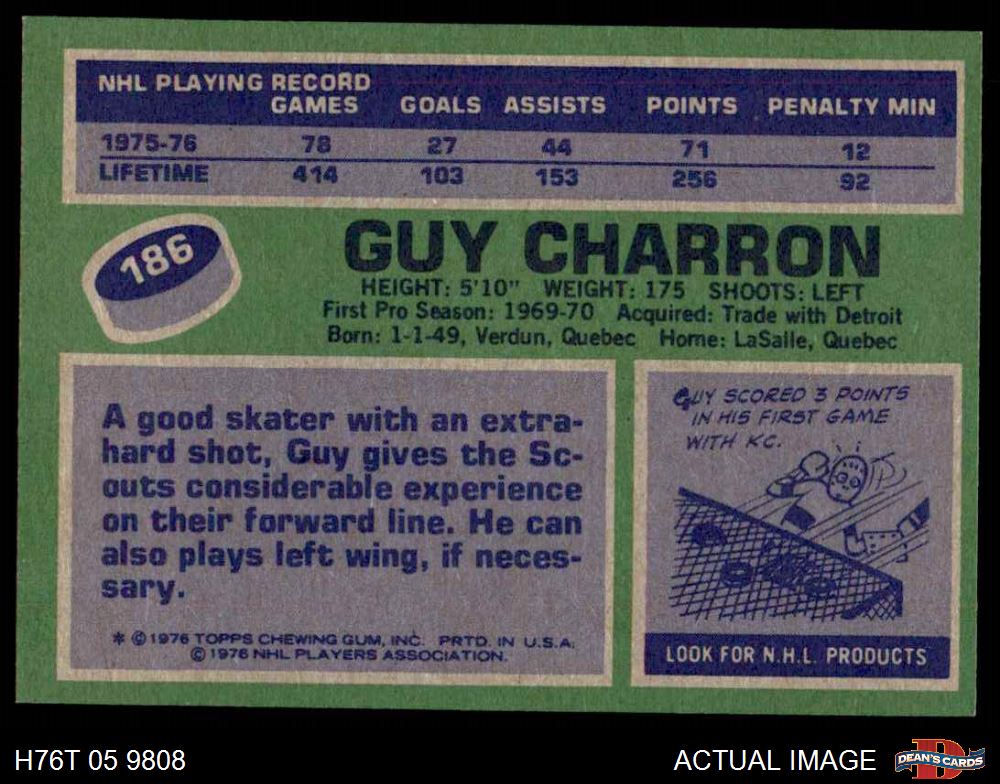 NHL PLAYING RECORD
GAMES GOALS ASSISTS POINTS PENALTY MIN
1975-76 78 27 44 71 12
LIFETIME 414 103 153 256 92
186
GUY CHARRON
HEIGHT: 5'10" WEIGHT: 175 SHOOTS: LEFT
First Pro Season: 1969-70 Acquired: Trade with Detroit
Born: 1-1-49, Verdun, Quebec Home: LaSalle, Quebec
A good skater with an extra-
hard shot, Guy gives the Sc-
outs considerable experience
on their forward line. He can
also plays left wing, if neces-
sary.
* © 1976 TOPPS CHEWING GUM, INC. PRTD. IN U.S.A.
© 1976 NHL PLAYERS ASSOCIATION.
GUY SCORED 3 POINTS
IN HIS FIRST GAME
WITH K.C.
LOOK FOR N.H.L. PRODUCTS
H76T 05 9808
ACTUAL IMAGE
D
DEAN'S CARDS